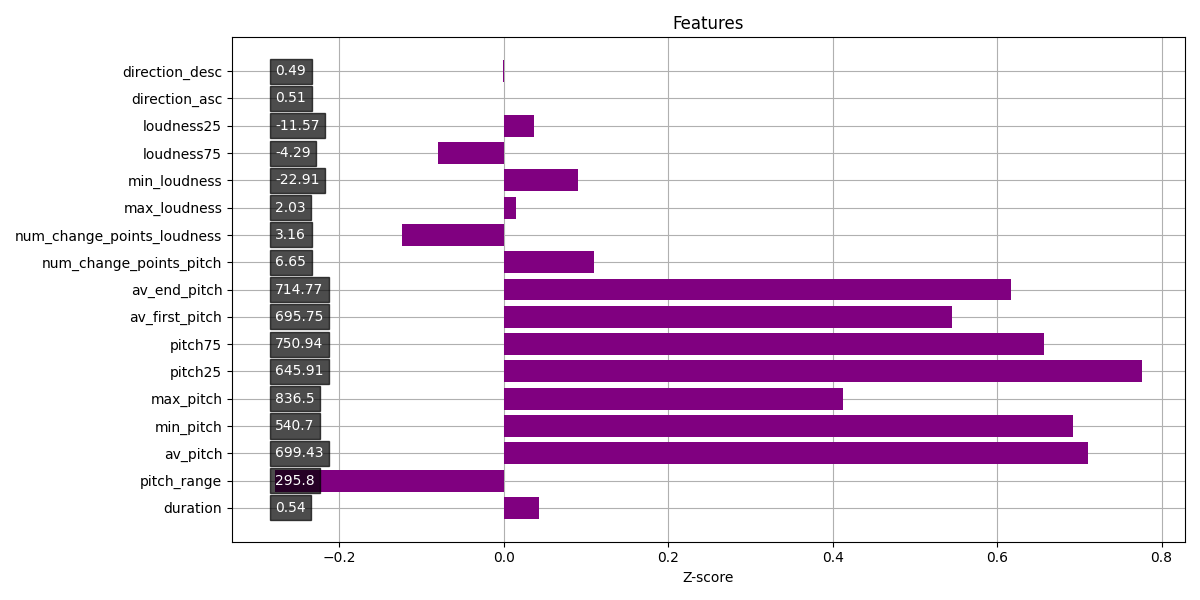 Features
direction_desc 0.49
direction_asc 0.51
loudness25 -11.57
loudness75 -4.29
min_loudness -22.91
max_loudness 2.03
num_change_points_loudness 3.16
num_change_points_pitch 6.65
av_end_pitch 714.77
av_first_pitch 695.75
pitch75 750.94
pitch25 645.91
max_pitch 836.5
min_pitch 540.7
av_pitch 699.43
pitch_range 295.8
duration 0.54
−0.2 0.0 0.2 0.4 0.6 0.8
Z-score